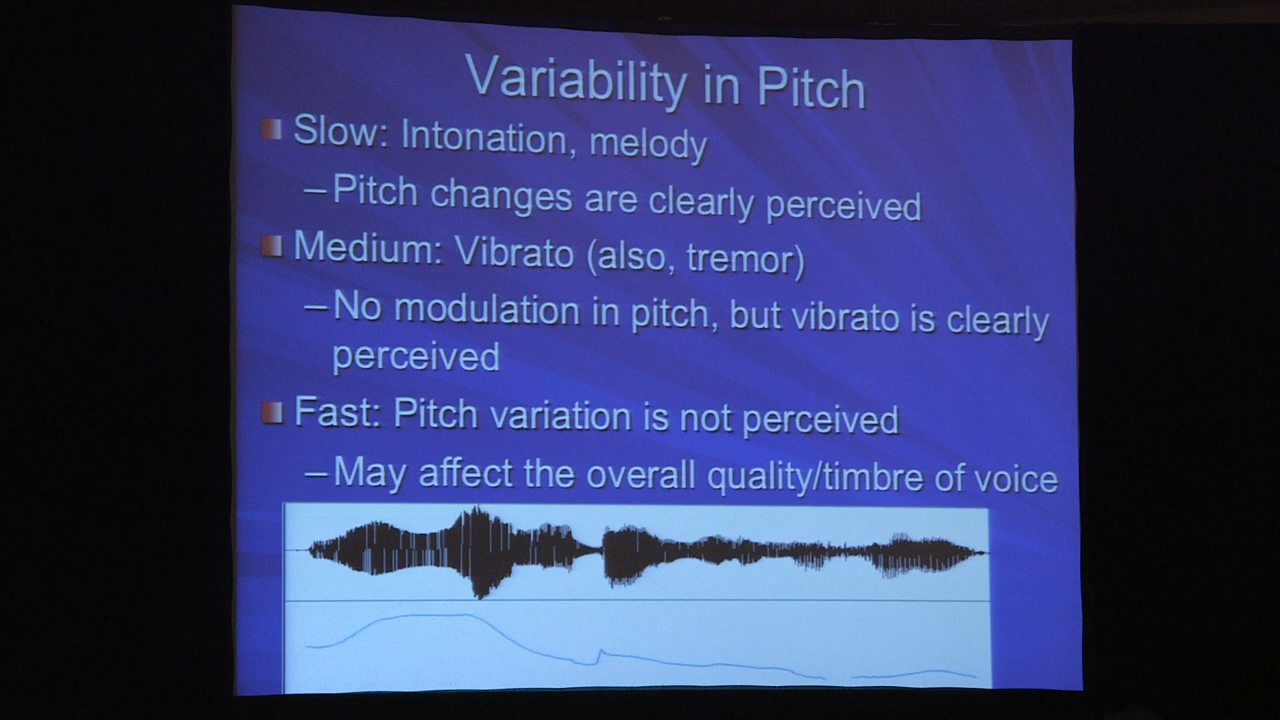 Variability in Pitch
Slow: Intonation, melody
–Pitch changes are clearly perceived
Medium: Vibrato (also, tremor)
–No modulation in pitch, but vibrato is clearly
perceived
Fast: Pitch variation is not perceived
–May affect the overall quality/timbre of voice